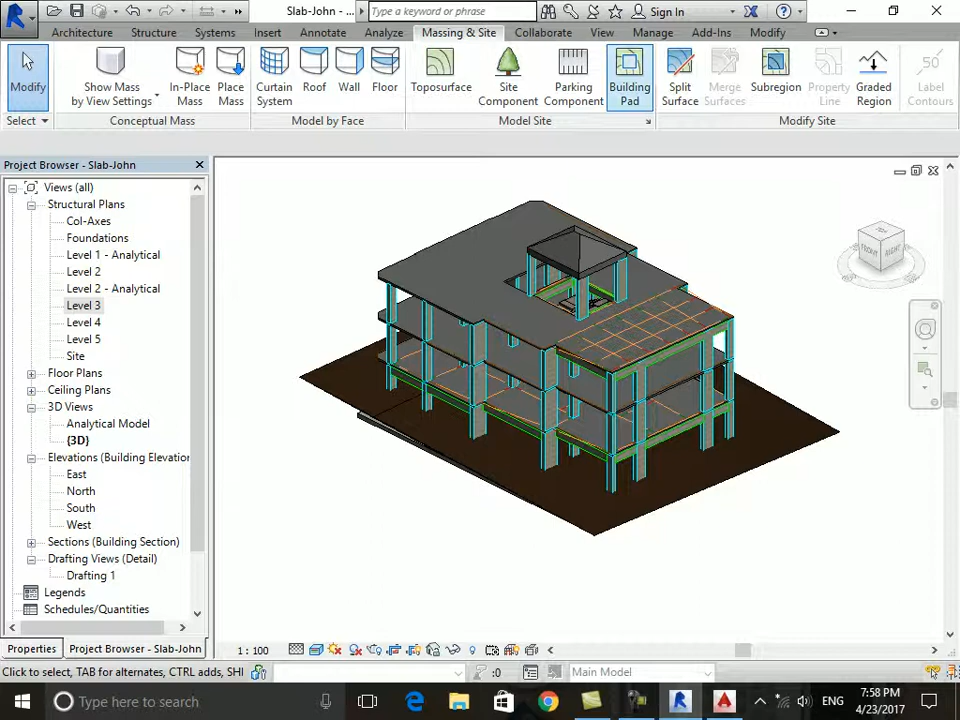 Slab-John - ...
Type a keyword or phrase
Sign In
Architecture Structure Systems Insert Annotate Analyze Massing & Site Collaborate View Manage Add-Ins Modify
Modify
Show Mass
by View Settings
In-Place
Mass
Place
Mass
Curtain
System
Roof
Wall
Floor
Toposurface
Site
Component
Parking
Component
Building
Pad
Split
Surface
Merge
Surfaces
Subregion
Property
Line
Graded
Region
50
Label
Contours
Select
Conceptual Mass
Model by Face
Model Site
Modify Site
Project Browser - Slab-John
Views (all)
Structural Plans
Col-Axes
Foundations
Level 1 - Analytical
Level 2
Level 2 - Analytical
Level 3
Level 4
Level 5
Site
Floor Plans
Ceiling Plans
3D Views
Analytical Model
{3D}
Elevations (Building Elevation
East
North
South
West
Sections (Building Section)
Drafting Views (Detail)
Drafting 1
Legends
Schedules/Quantities
FRONT
RIGHT
Properties
Project Browser - Slab-John
1 : 100
Click to select, TAB for alternates, CTRL adds, SHI
:0
Main Model
Type here to search
ENG
7:58 PM
4/23/2017